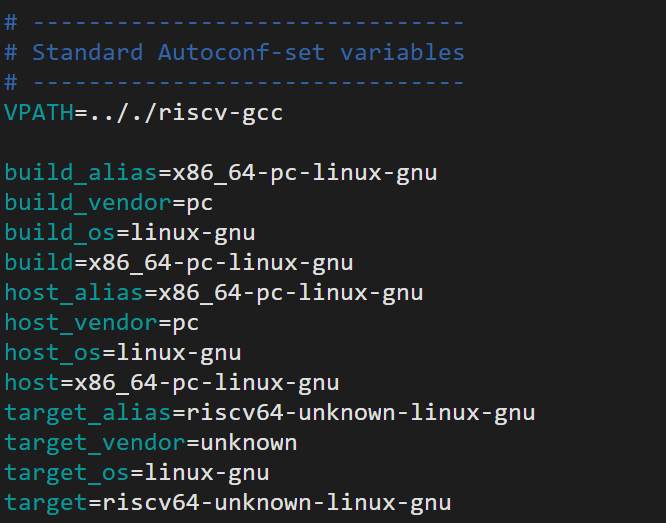 # -------------------------------
# Standard Autoconf-set variables
# -------------------------------
VPATH=.././riscv-gcc
build_alias=x86_64-pc-linux-gnu
build_vendor=pc
build_os=linux-gnu
build=x86_64-pc-linux-gnu
host_alias=x86_64-pc-linux-gnu
host_vendor=pc
host_os=linux-gnu
host=x86_64-pc-linux-gnu
target_alias=riscv64-unknown-linux-gnu
target_vendor=unknown
target_os=linux-gnu
target=riscv64-unknown-linux-gnu